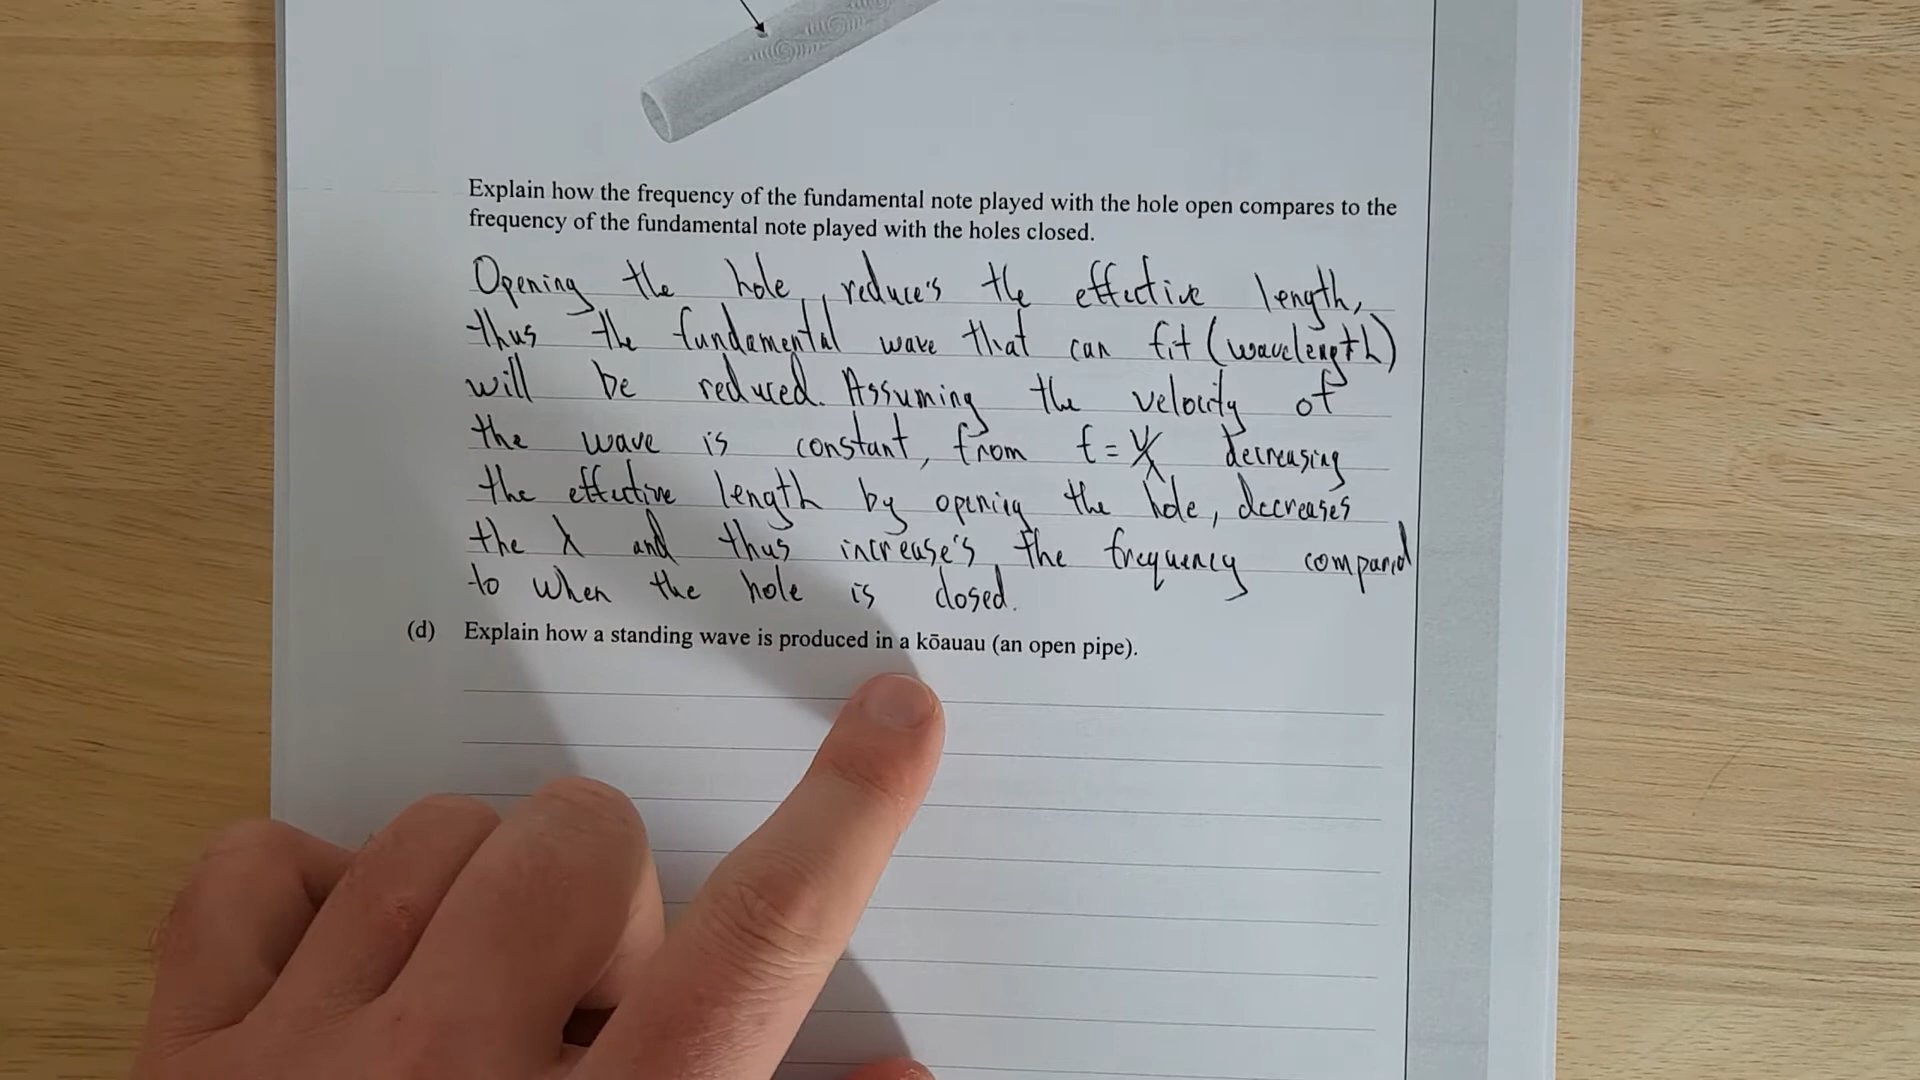 Explain how the frequency of the fundamental note played with the hole open compares to the
frequency of the fundamental note played with the holes closed.
Opening the hole, reduce's the effective length,
thus the fundamental wave that can fit (wavelength)
will be reduced. Assuming the velocity of
the wave is constant, from f = v/λ decreasing
the effective length by opening the hole, decreases
the λ and thus increase's the frequency compared
to when the hole is closed.
(d) Explain how a standing wave is produced in a kōauau (an open pipe).